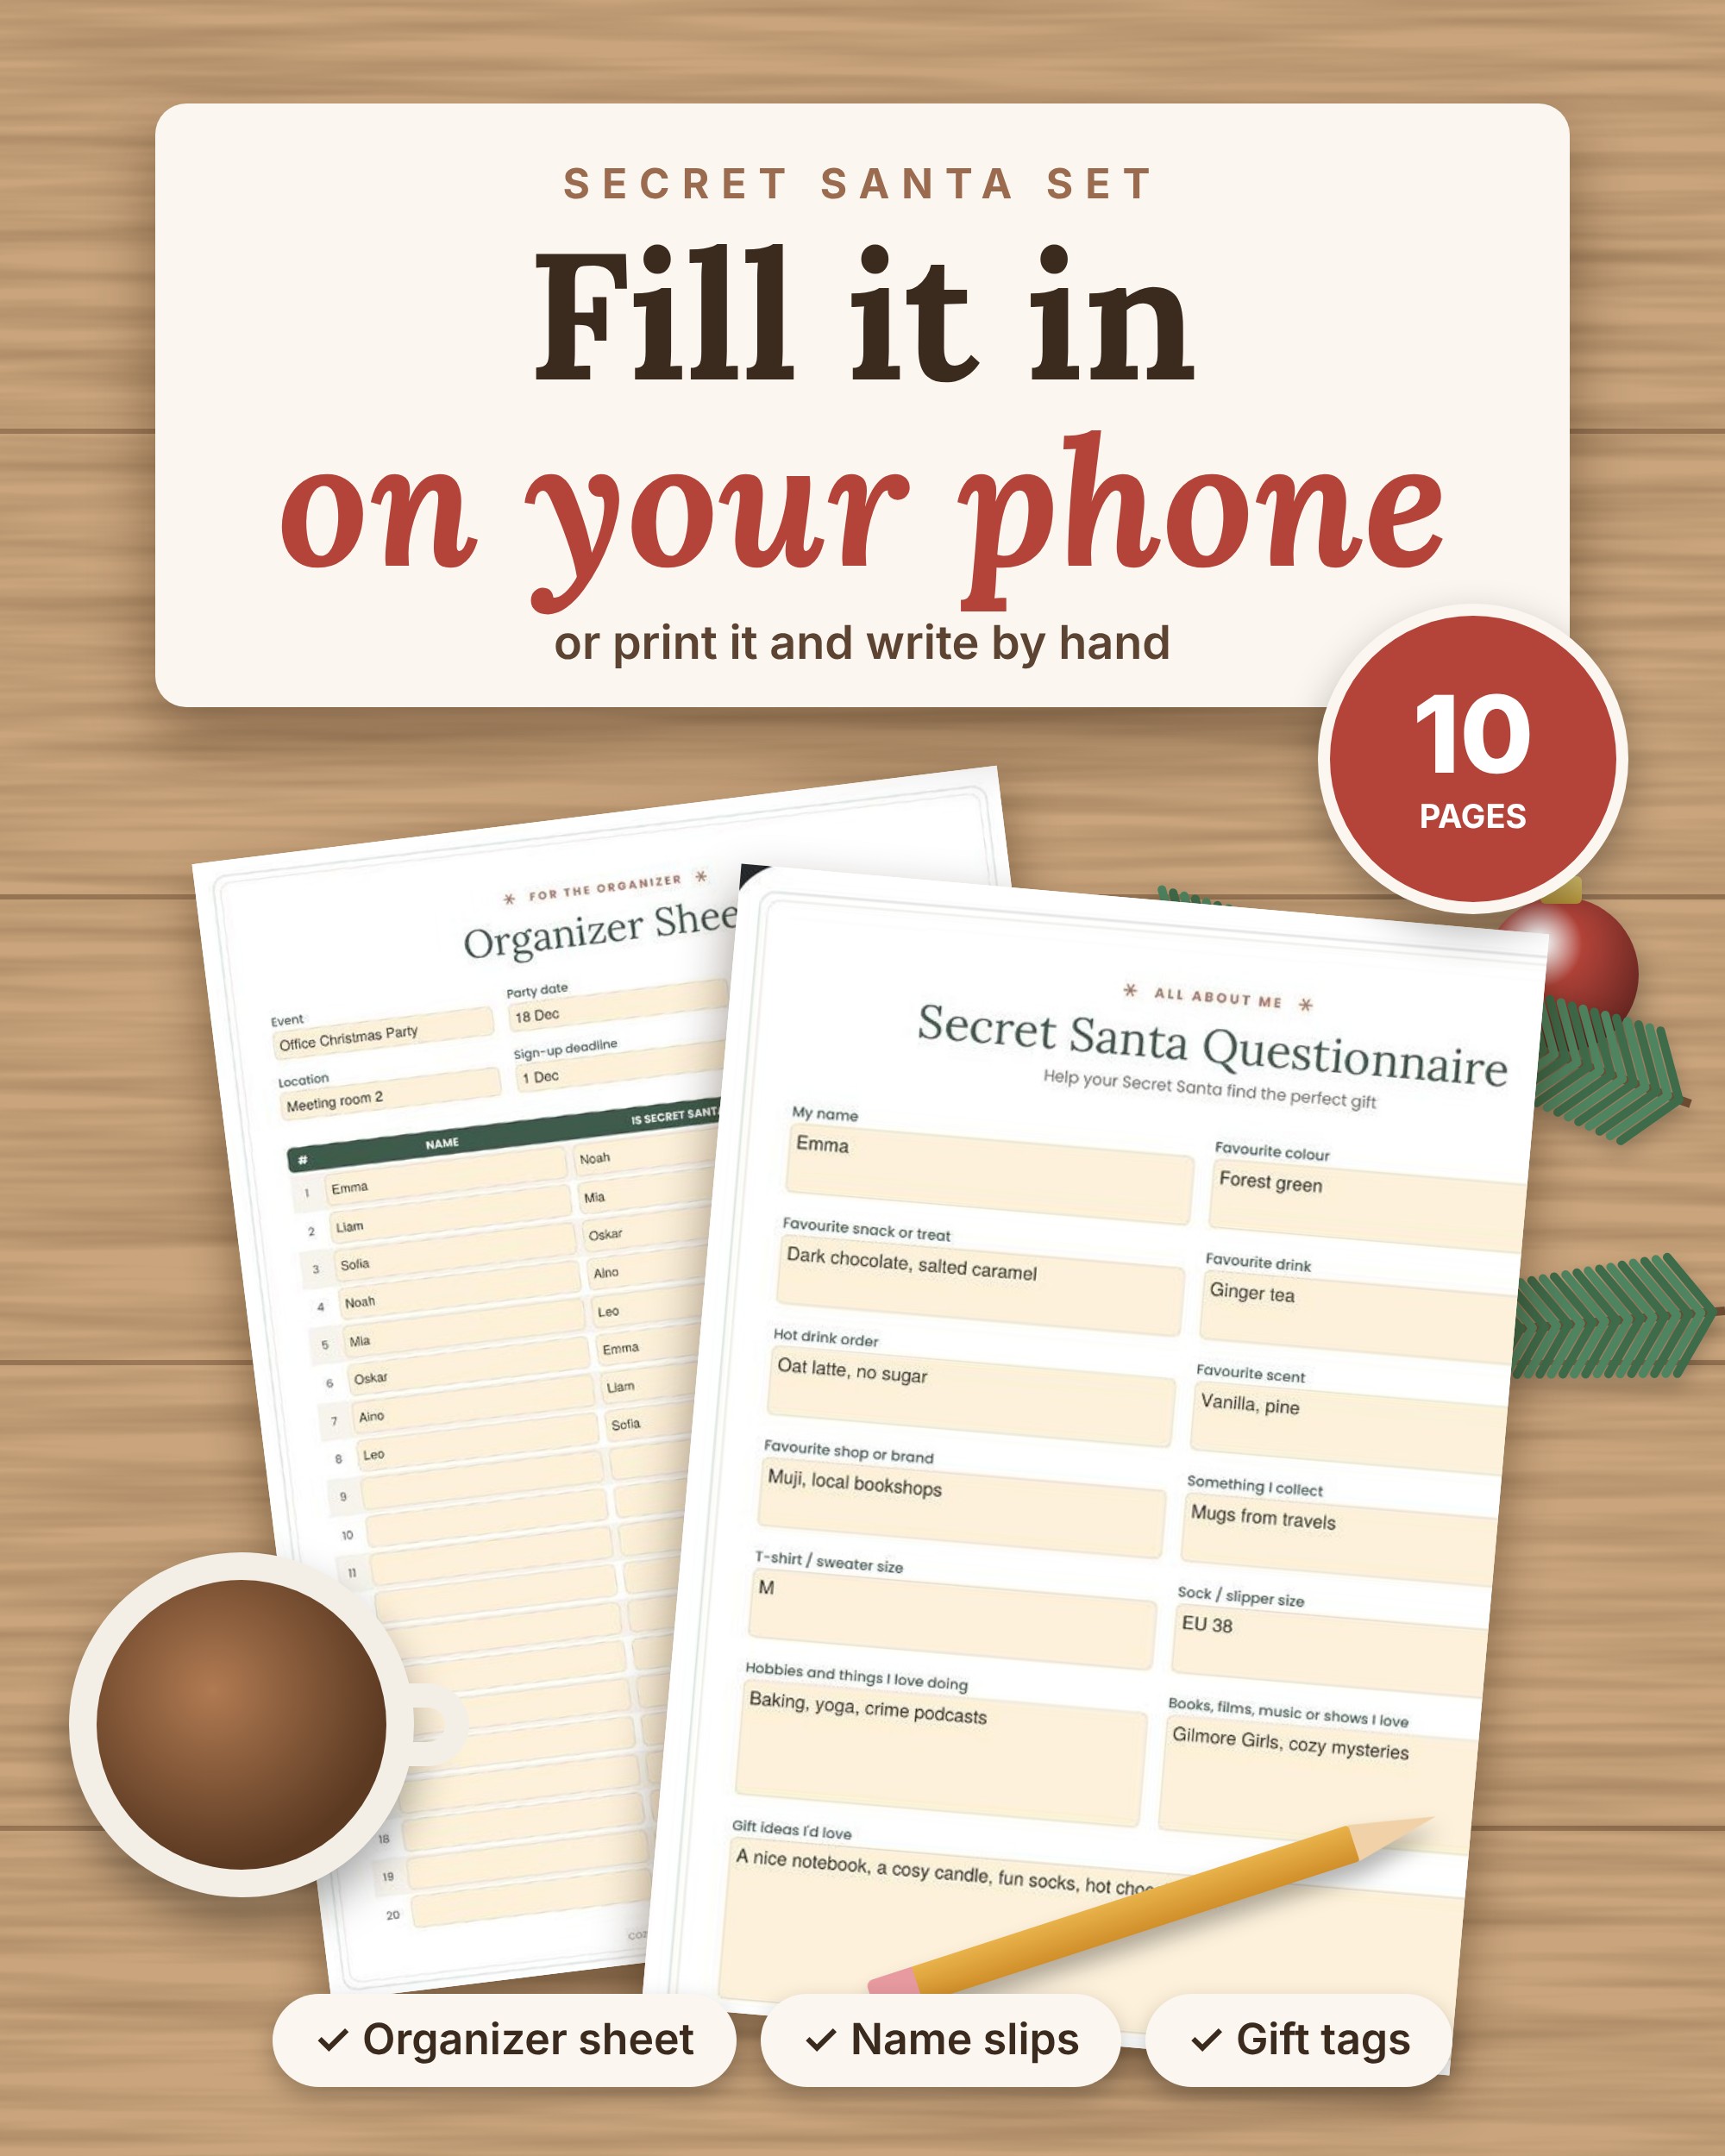 SECRET SANTA SET
Fill it in
on your phone
or print it and write by hand
10
PAGES
FOR THE ORGANIZER
Organizer
Event
Office Christmas Party
Party date
18 Dec
Location
Meeting room 2
Sign-up deadline
1 Dec
# NAME IS SECRET
1 Emma Noah
2 Liam Mia
3 Sofia Oskar
4 Noah Aino
5 Mia Leo
6 Oskar Emma
7 Aino Liam
8 Leo Sofia
9
10
11
18
19
20
ALL ABOUT ME
Secret Santa Questionnaire
Help your Secret Santa find the perfect gift
My name
Emma
Favourite colour
Forest green
Favourite snack or treat
Dark chocolate, salted caramel
Favourite drink
Ginger tea
Hot drink order
Oat latte, no sugar
Favourite scent
Vanilla, pine
Favourite shop or brand
Muji, local bookshops
Something I collect
Mugs from travels
T-shirt / sweater size
M
Sock / slipper size
EU 38
Hobbies and things I love doing
Baking, yoga, crime podcasts
Books, films, music or shows I love
Gilmore Girls, cozy mysteries
Gift ideas I'd love
A nice notebook, a cosy candle, fun socks, hot
✓ Organizer sheet
✓ Name slips
✓ Gift tags